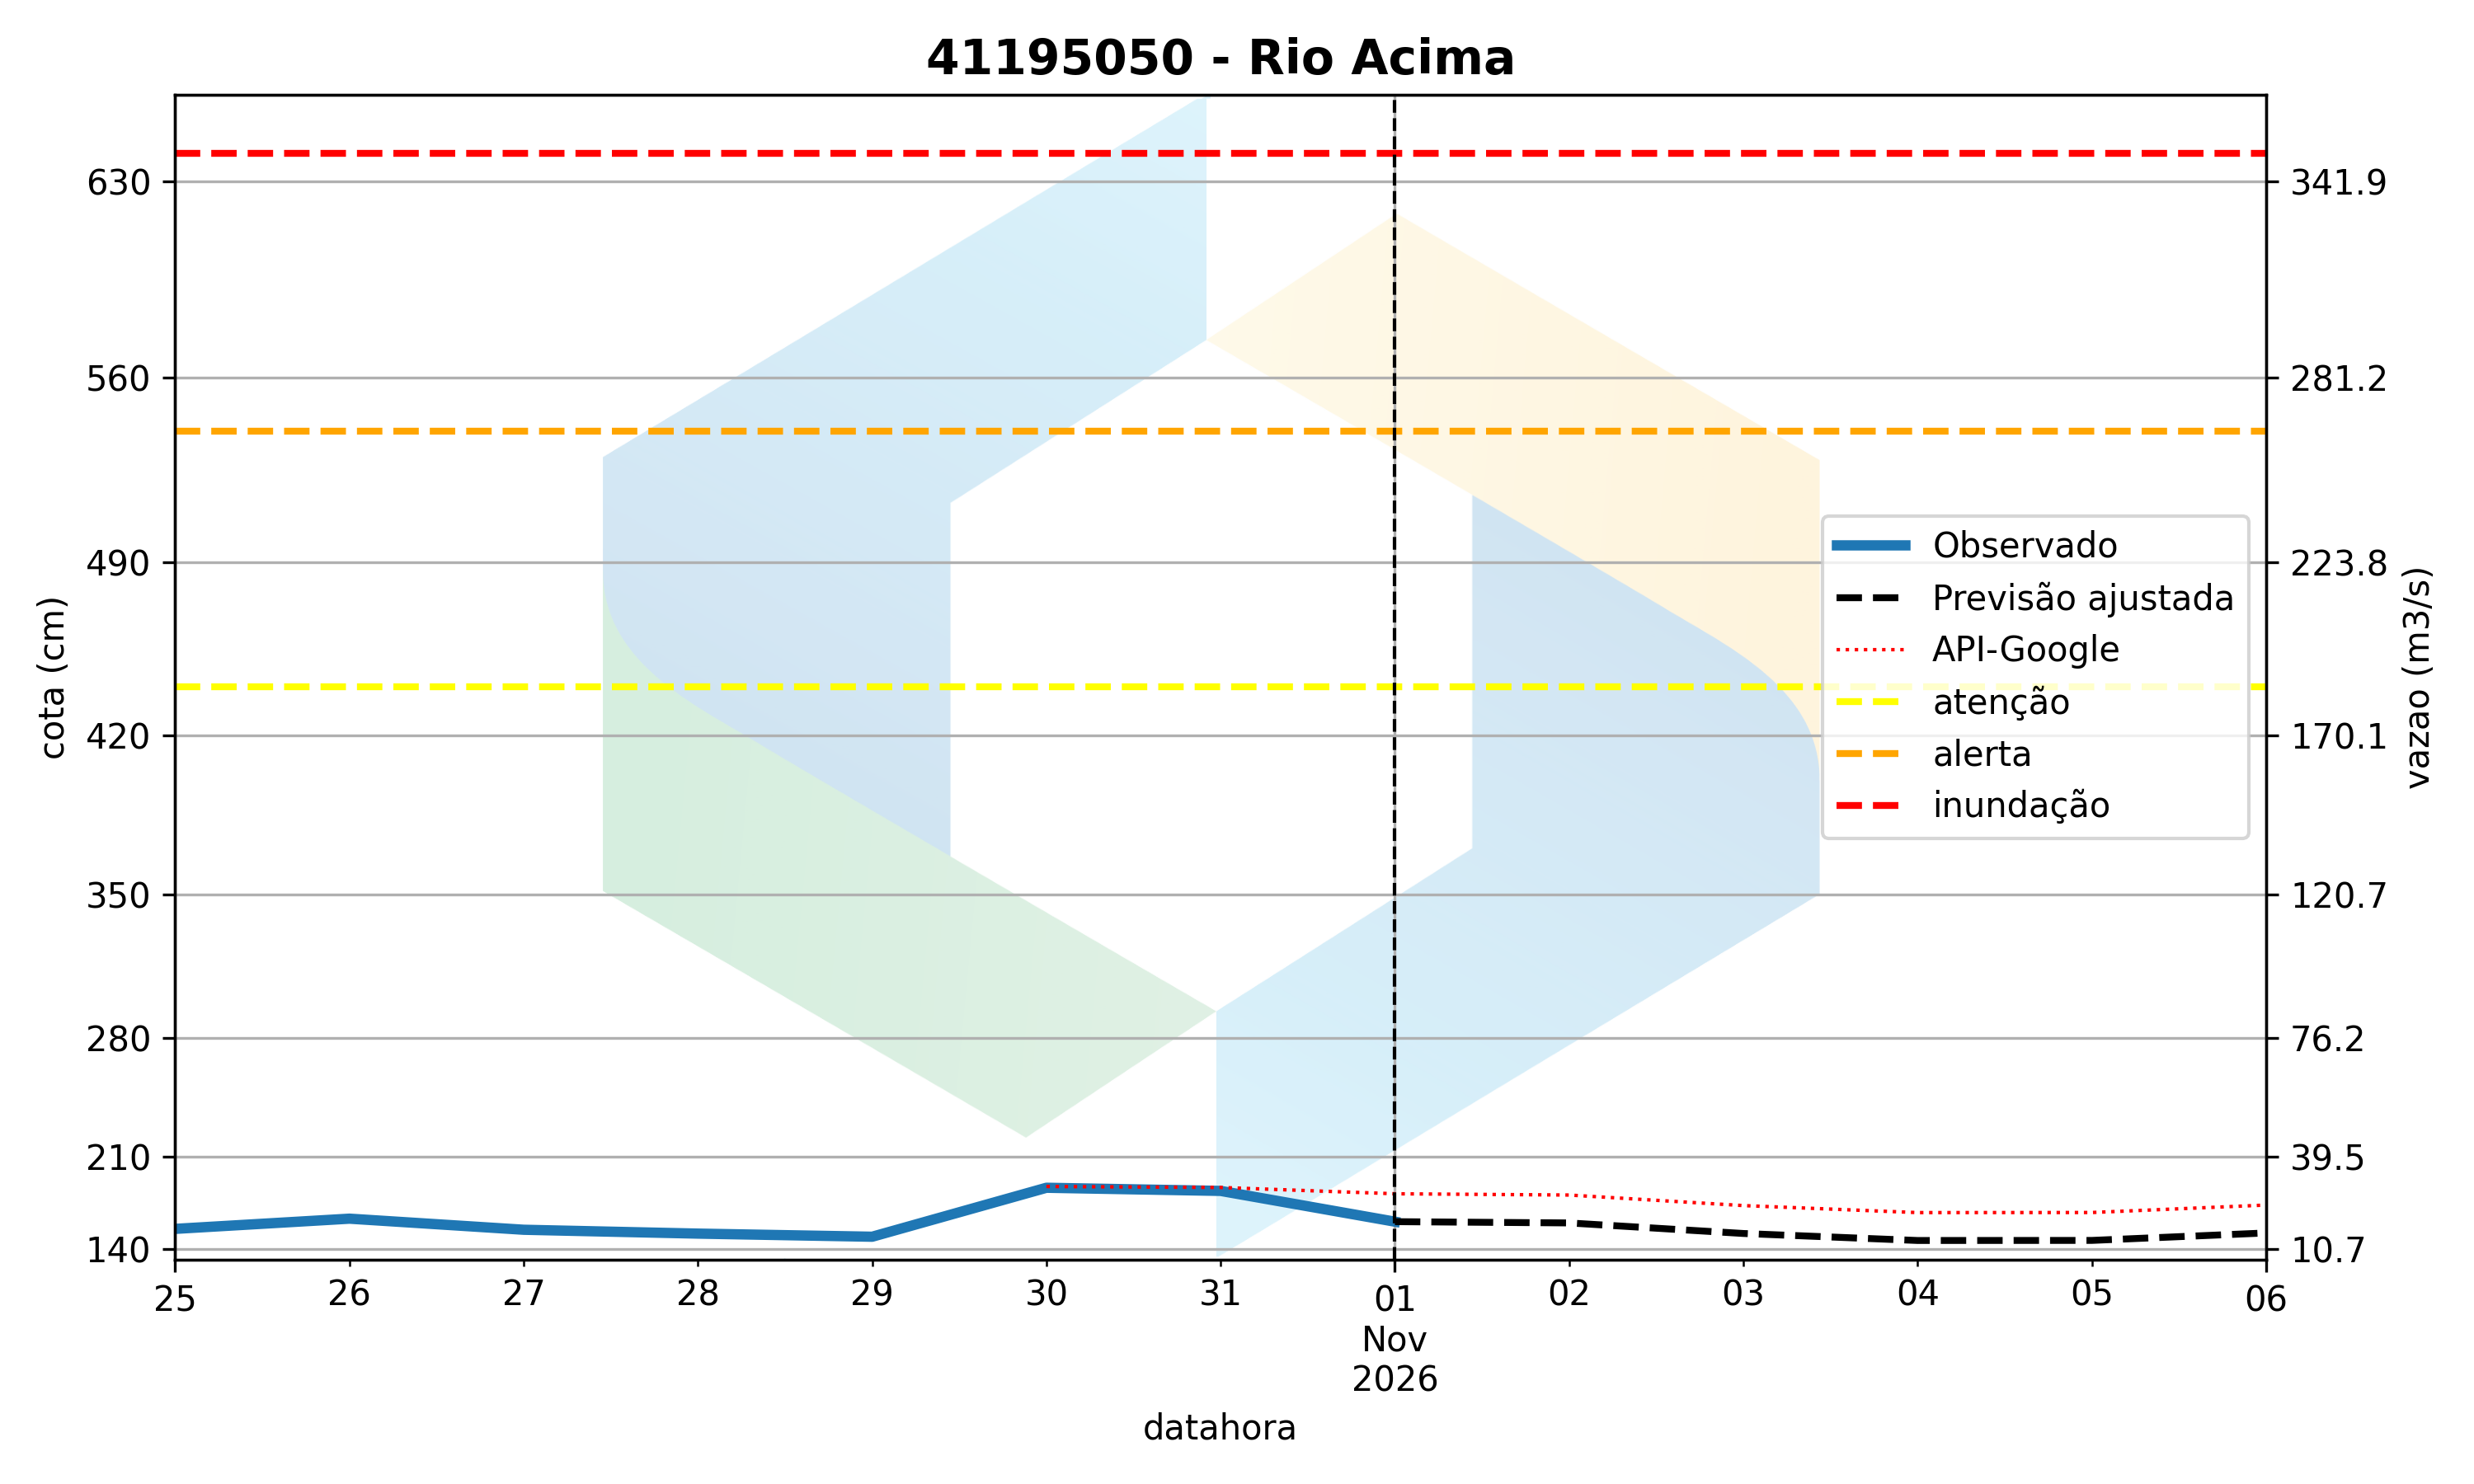 41195050 - Rio Acima
630
560
490
420
350
280
210
140
cota (cm)
341.9
281.2
223.8
170.1
120.7
76.2
39.5
10.7
vazao (m3/s)
Observado
Previsão ajustada
API-Google
atenção
alerta
inundação
25 26 27 28 29 30 31 01 02 03 04 05 06
Nov
2026
datahora